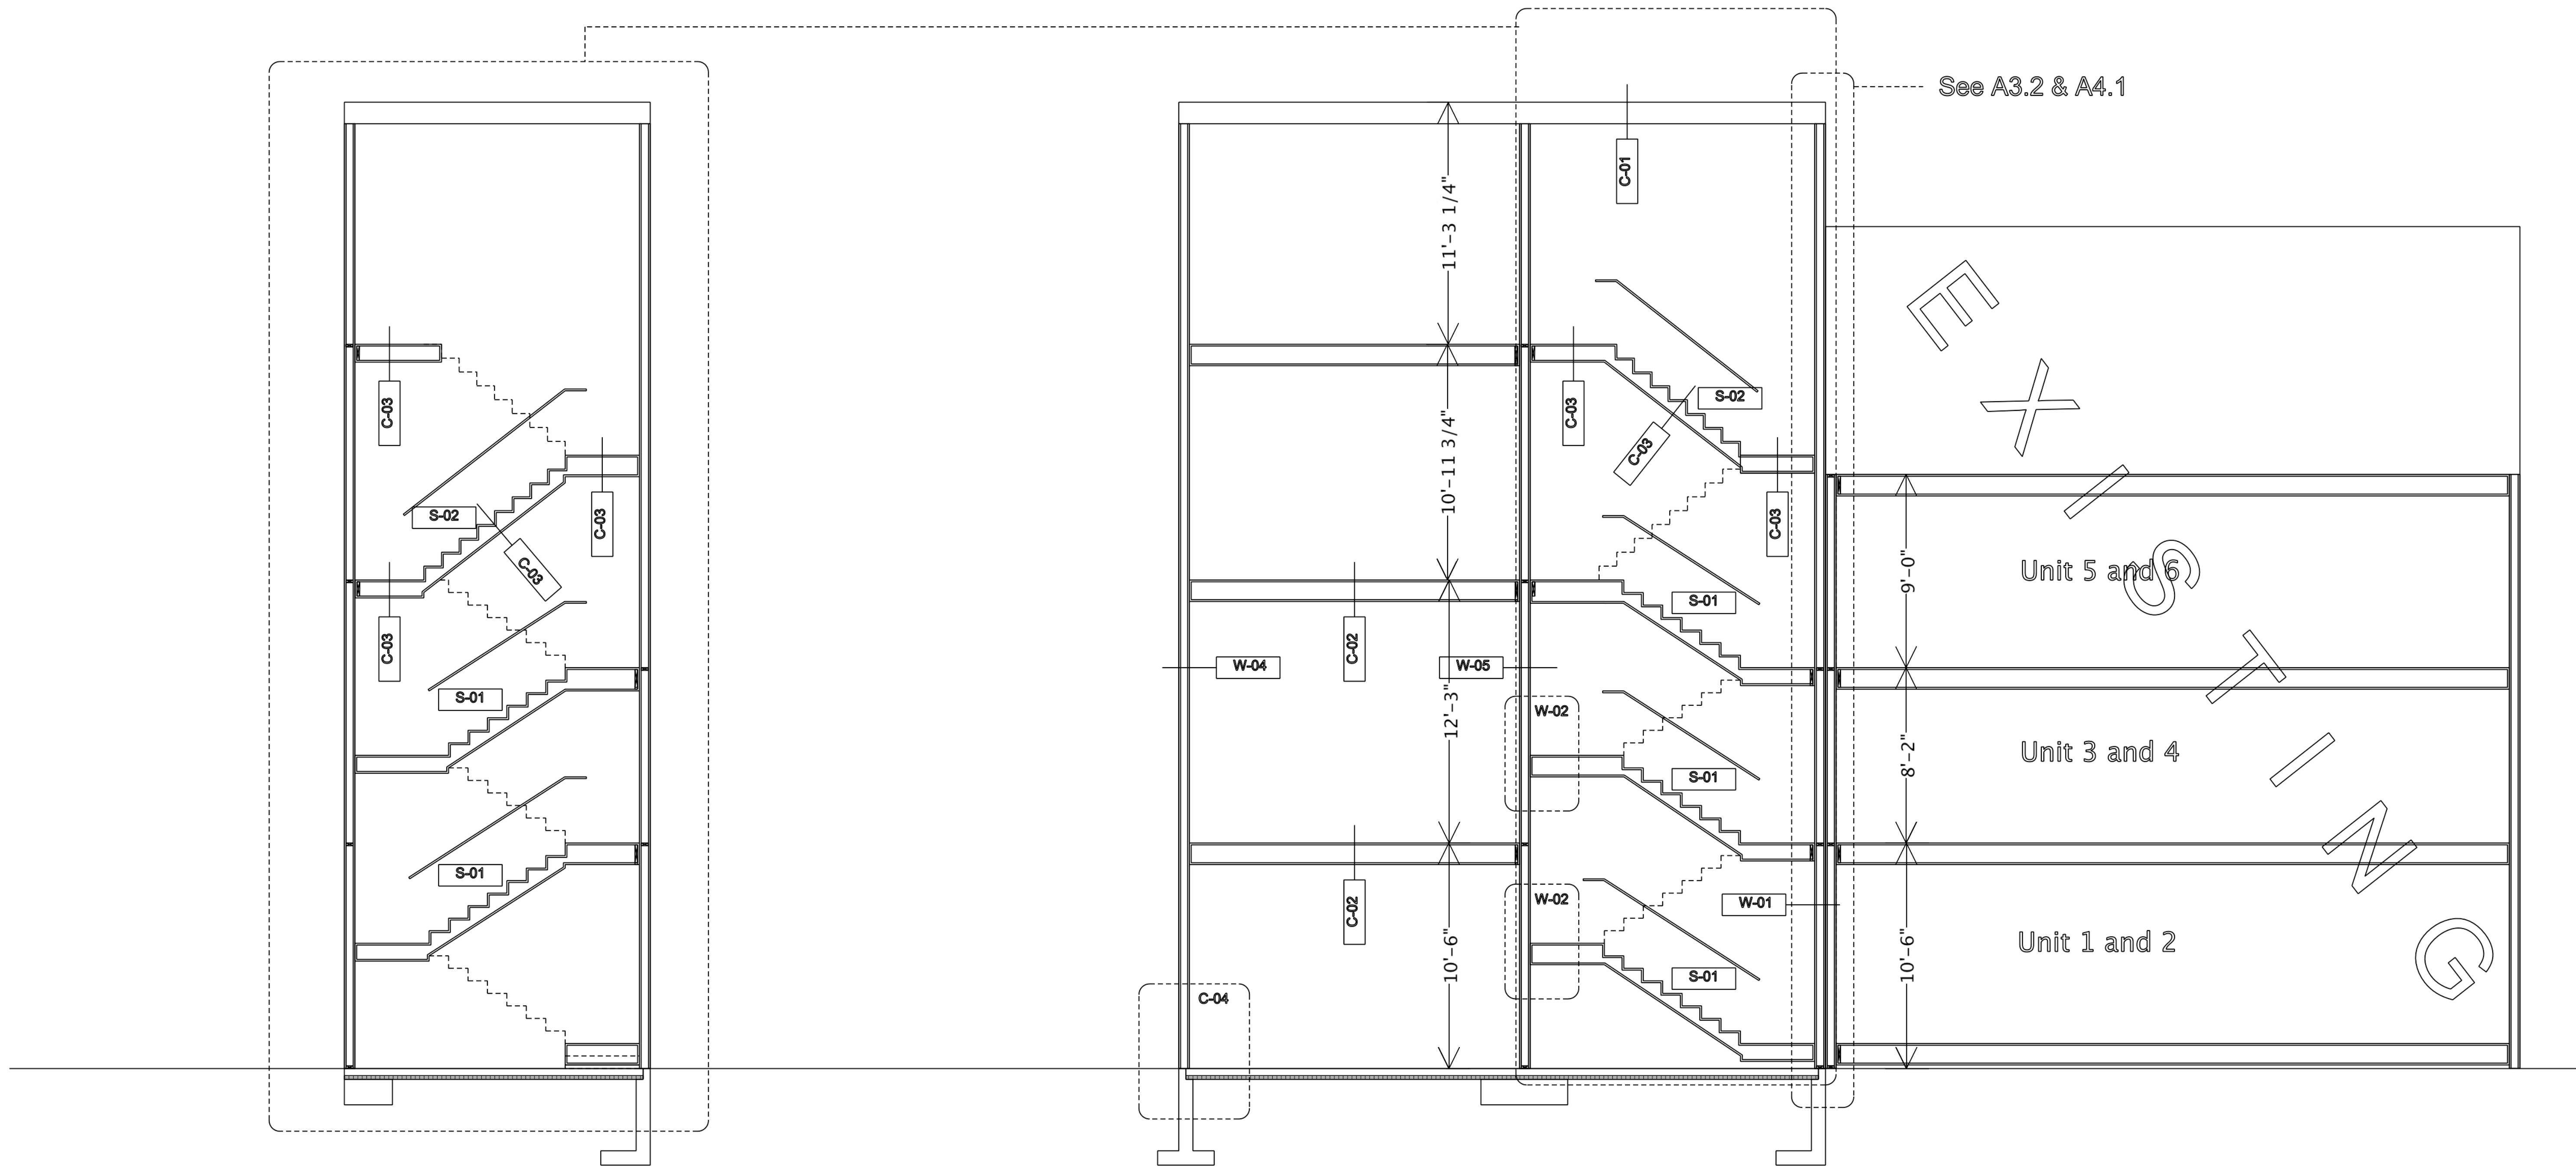 See A3.2 & A4.1
C-01
11'-3 1/4"
C-03
S-02
C-03
C-03
C-03
S-01
S-01
C-03
S-02
C-03
C-03
C-03
10'-11 3/4"
S-01
C-02
W-04
W-05
12'-3"
W-02
S-01
C-02
W-02
W-01
10'-6"
S-01
C-04
9'-0"
Unit 5 and 6
8'-2"
Unit 3 and 4
10'-6"
Unit 1 and 2
EXISTING